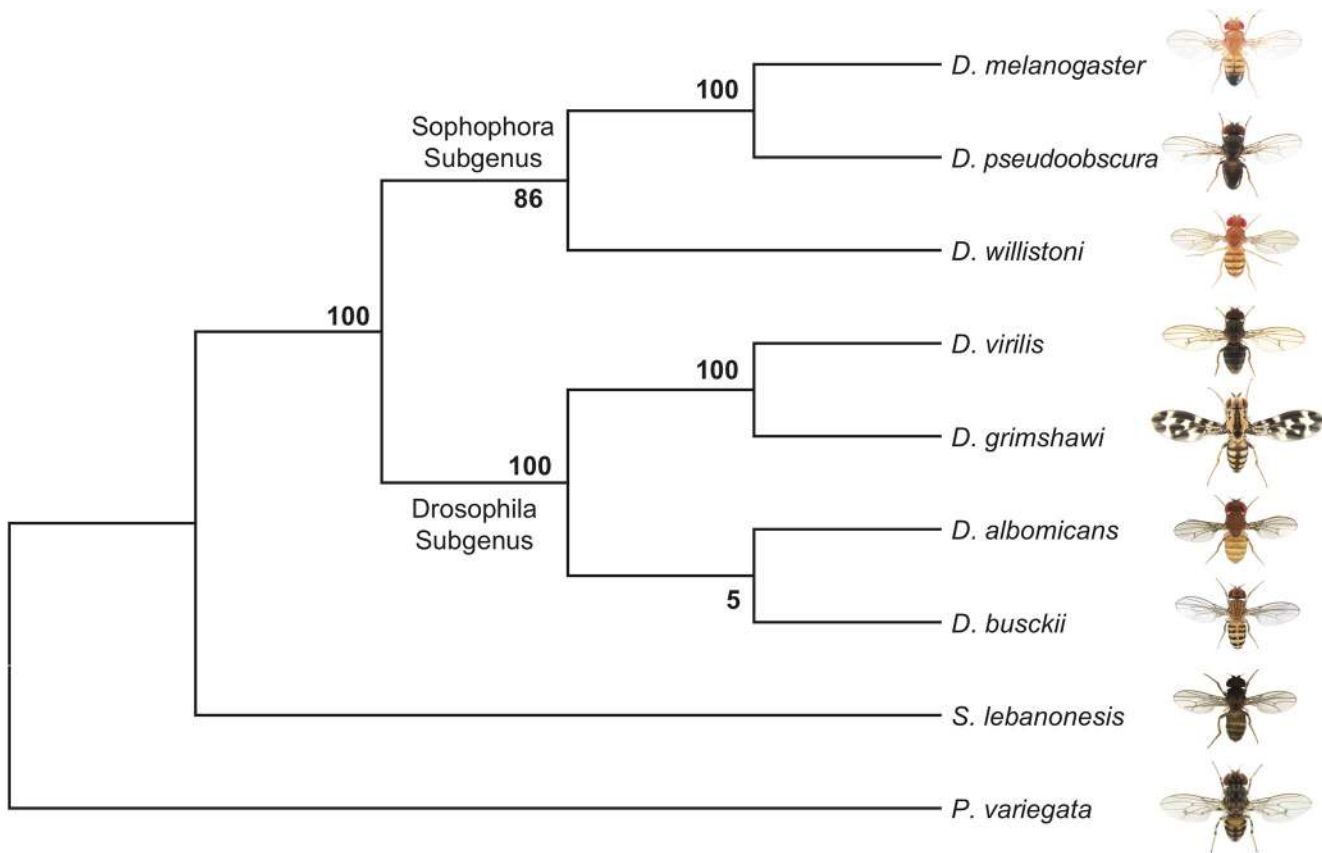 D. melanogaster
100
Sophophora
Subgenus
D. pseudoobscura
86
D. willistoni
100
D. virilis
100
D. grimshawi
100
Drosophila
Subgenus
D. albomicans
5
D. busckii
S. lebanonesis
P. variegata